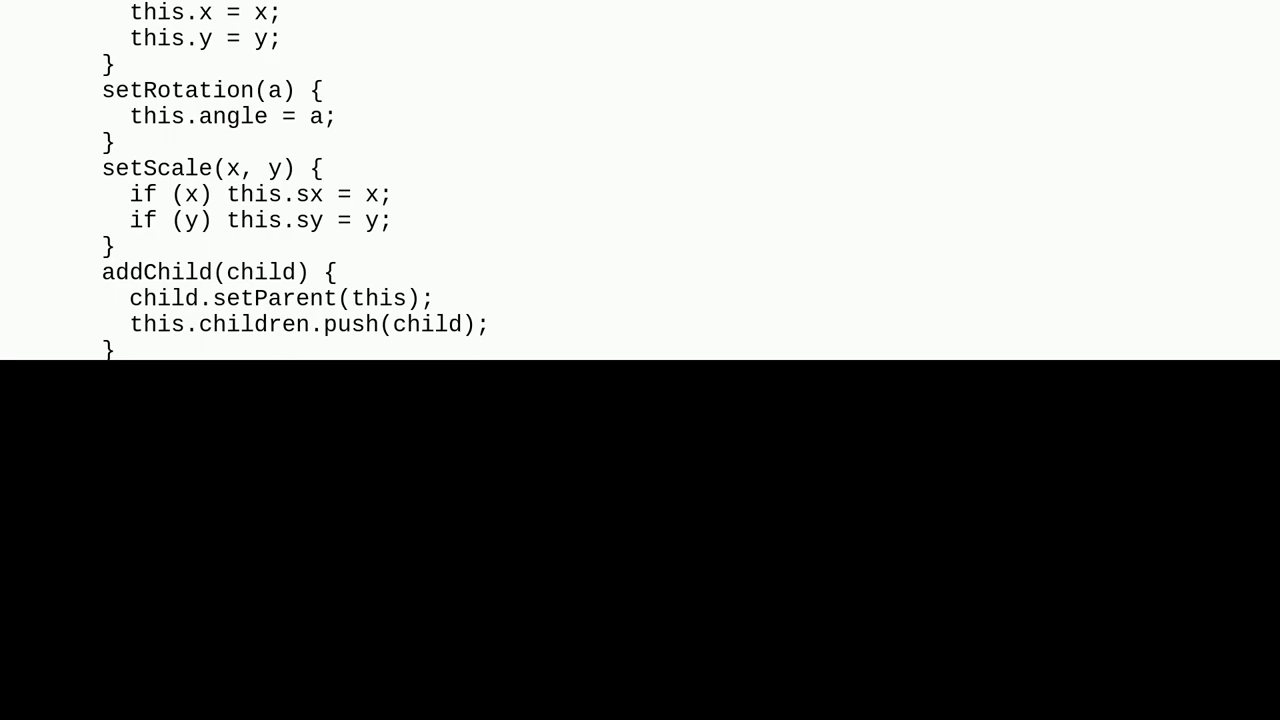 this.x = x;
this.y = y;
}
setRotation(a) {
this.angle = a;
}
setScale(x, y) {
if (x) this.sx = x;
if (y) this.sy = y;
}
addChild(child) {
child.setParent(this);
this.children.push(child);
}